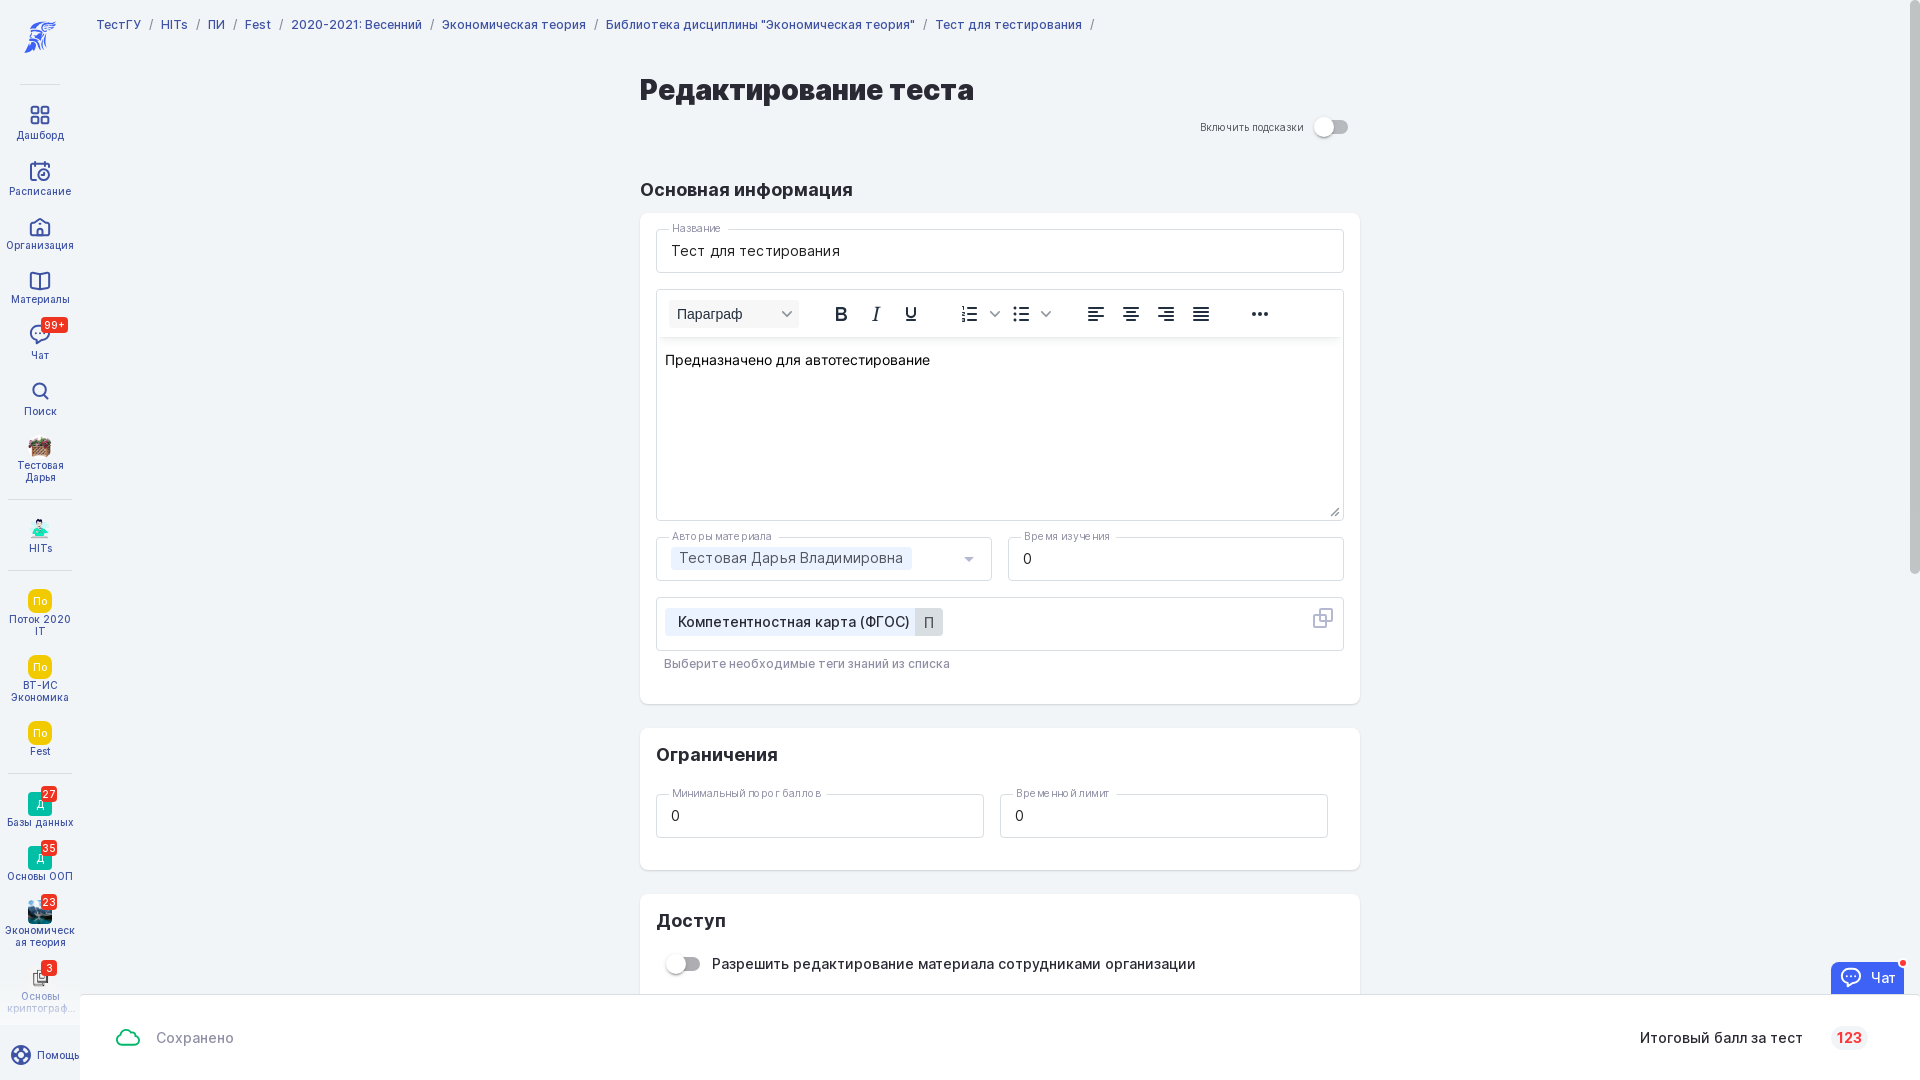 ТестГУ / HITs / ПИ / Fest / 2020-2021: Весенний / Экономическая теория / Библиотека дисциплины "Экономическая теория" / Тест для тестирования /
Дашборд
Расписание
Организация
Материалы
99+
Чат
Поиск
Тестовая
Дарья
HITs
По
Поток 2020
IT
По
ВТ-ИС
Экономика
По
Fest
27
Д
Базы данных
35
Д
Основы ООП
23
Экономическ
ая теория
3
Основы
криптограф...
Помощь
Редактирование теста
Включить подсказки
Основная информация
Название
Тест для тестирования
Параграф
B I U
Предназначено для автотестирование
Авторы материала
Тестовая Дарья Владимировна
Время изучения
0
Компетентностная карта (ФГОС) П
Выберите необходимые теги знаний из списка
Ограничения
Минимальный порог баллов
0
Временной лимит
0
Доступ
Разрешить редактирование материала сотрудниками организации
Чат
Сохранено
Итоговый балл за тест 123